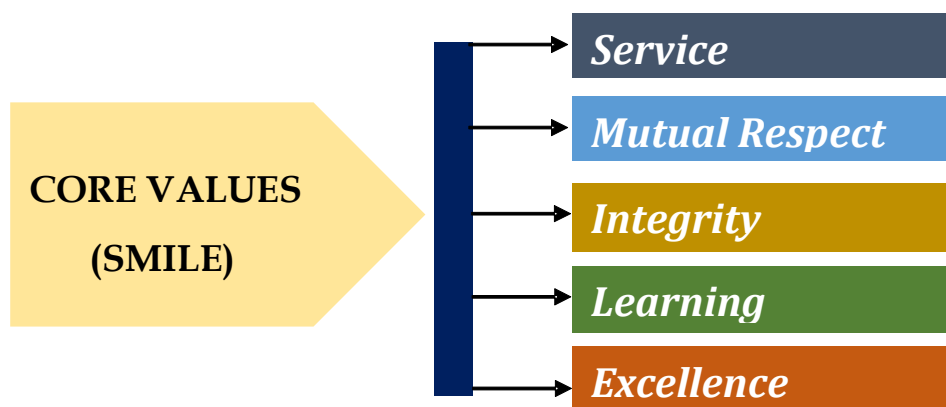 CORE VALUES
(SMILE)
Service
Mutual Respect
Integrity
Learning
Excellence